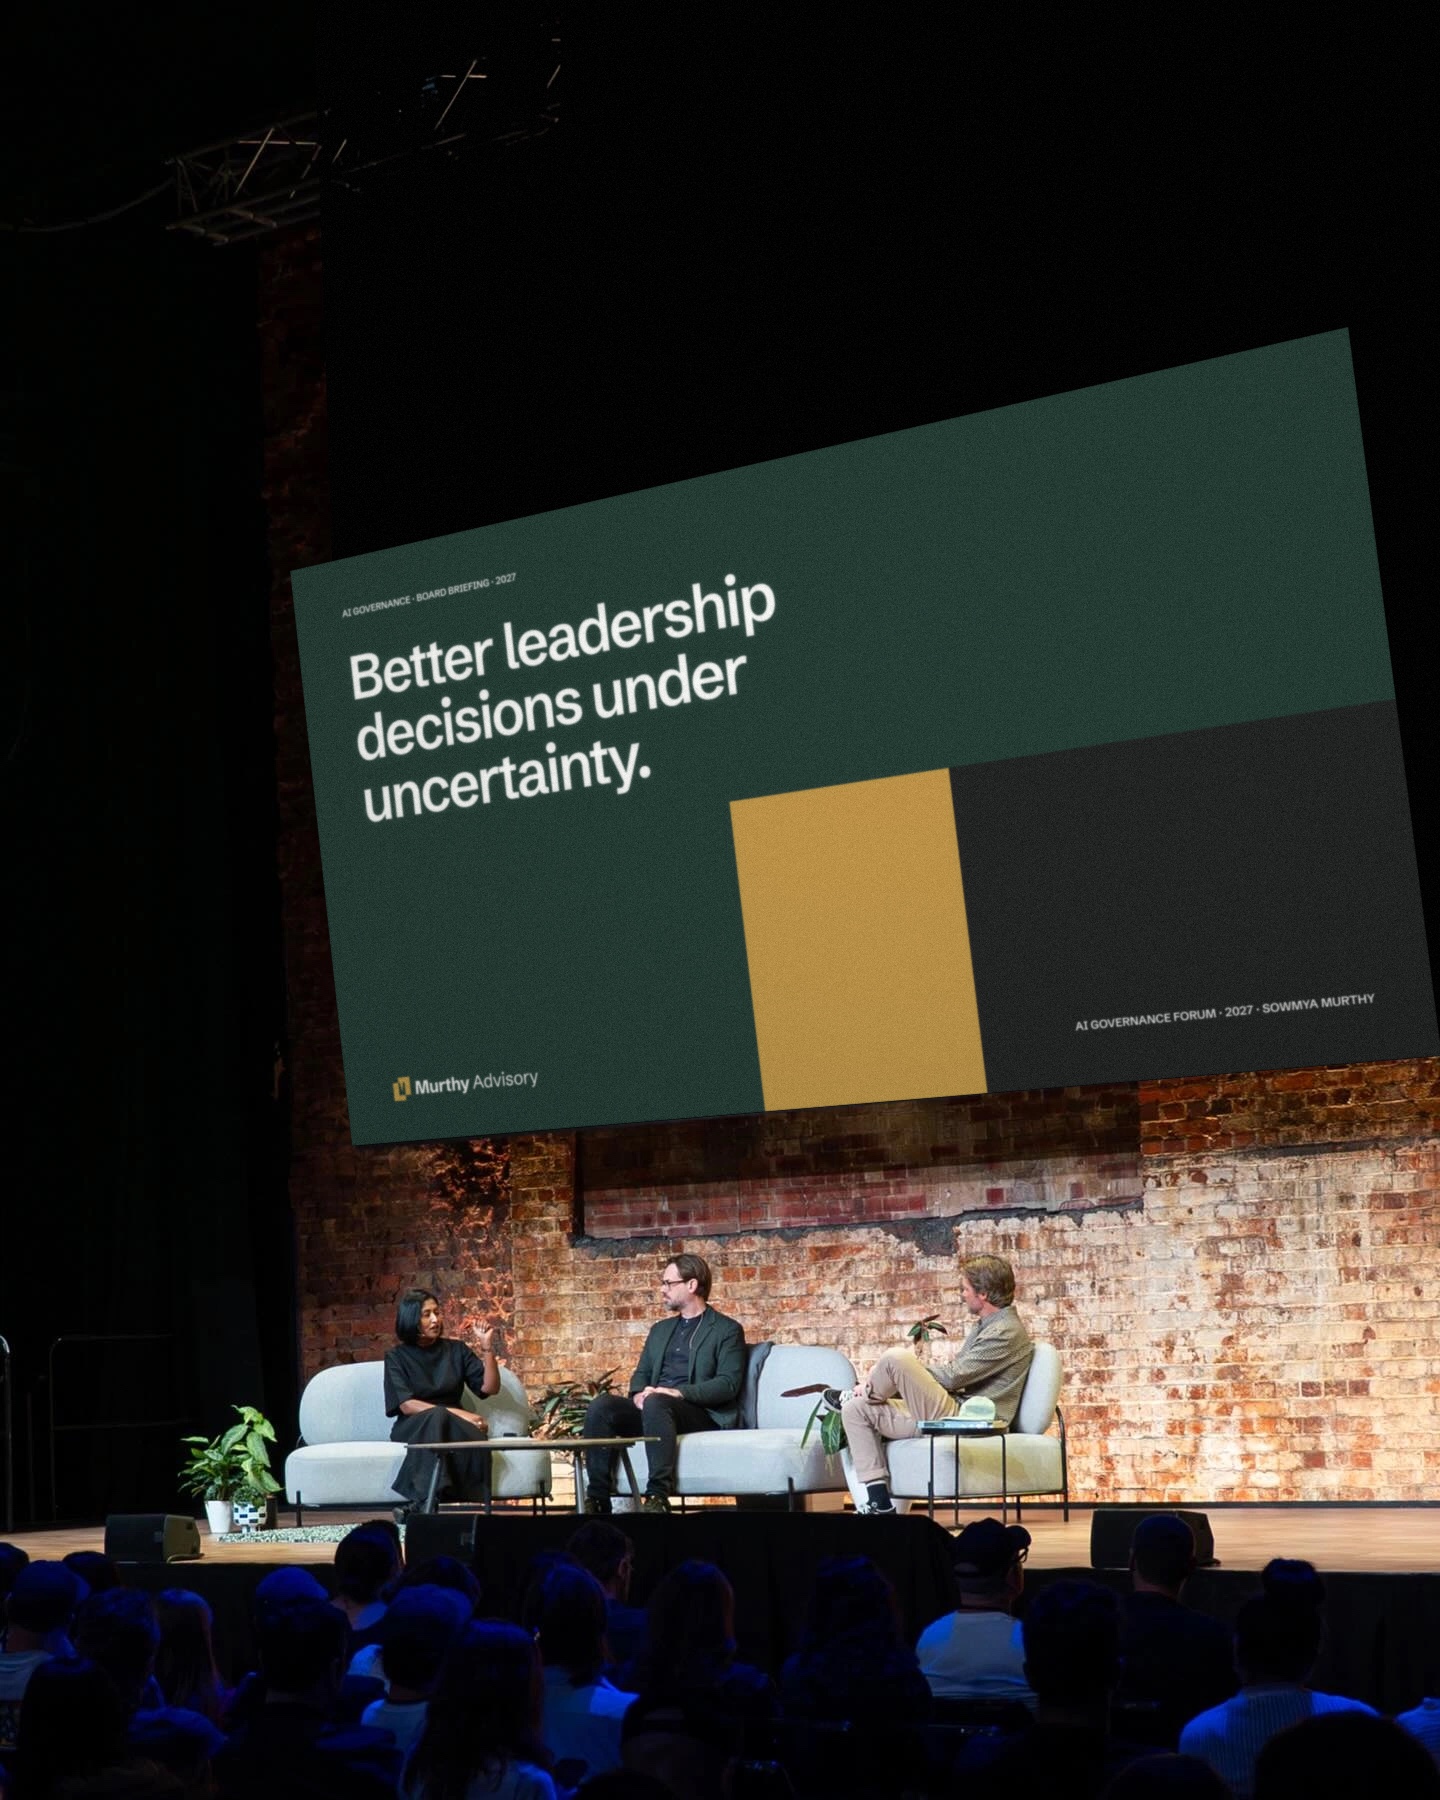 AI GOVERNANCE · BOARD BRIEFING · 2027
Better leadership
decisions under
uncertainty.
AI GOVERNANCE FORUM · 2027 · SOWMYA MURTHY
Murthy Advisory